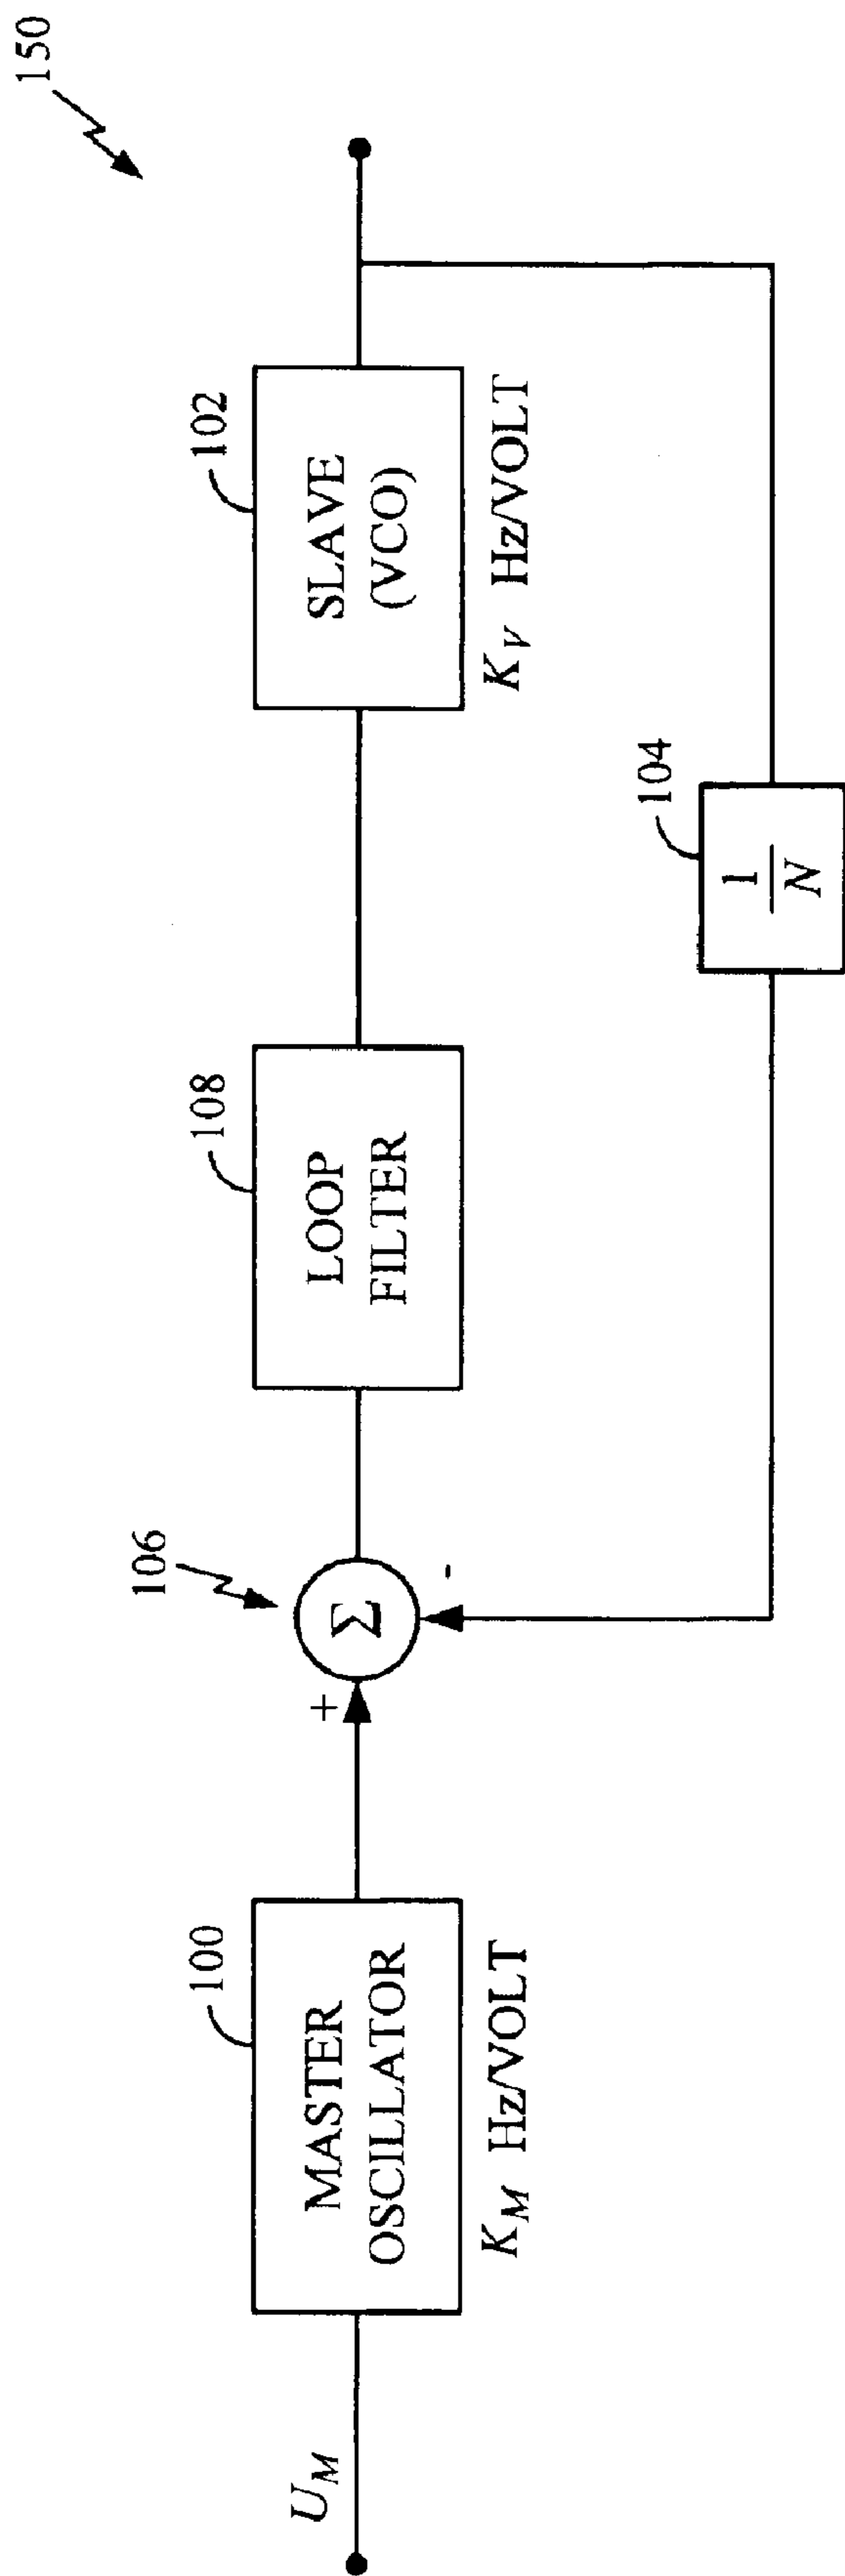 150
U_M
100
MASTER
OSCILLATOR
K_M Hz/VOLT
106
+
Σ
-
108
LOOP
FILTER
102
SLAVE
(VCO)
K_V Hz/VOLT
104
1
N